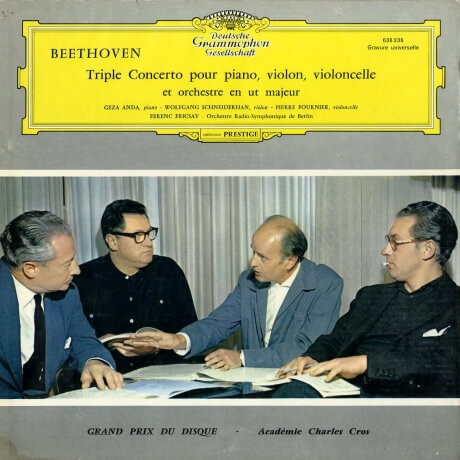 Deutsche
Grammophon
Gesellschaft
636 236
Gravure universelle
BEETHOVEN
Triple Concerto pour piano, violon, violoncelle
et orchestre en ut majeur
GÉZA ANDA, piano - WOLFGANG SCHNEIDERHAN, violon - PIERRE FOURNIER, violoncelle
FERENC FRICSAY - Orchestre Radio-Symphonique de Berlin
collection PRESTIGE
GRAND PRIX DU DISQUE - Académie Charles Cros